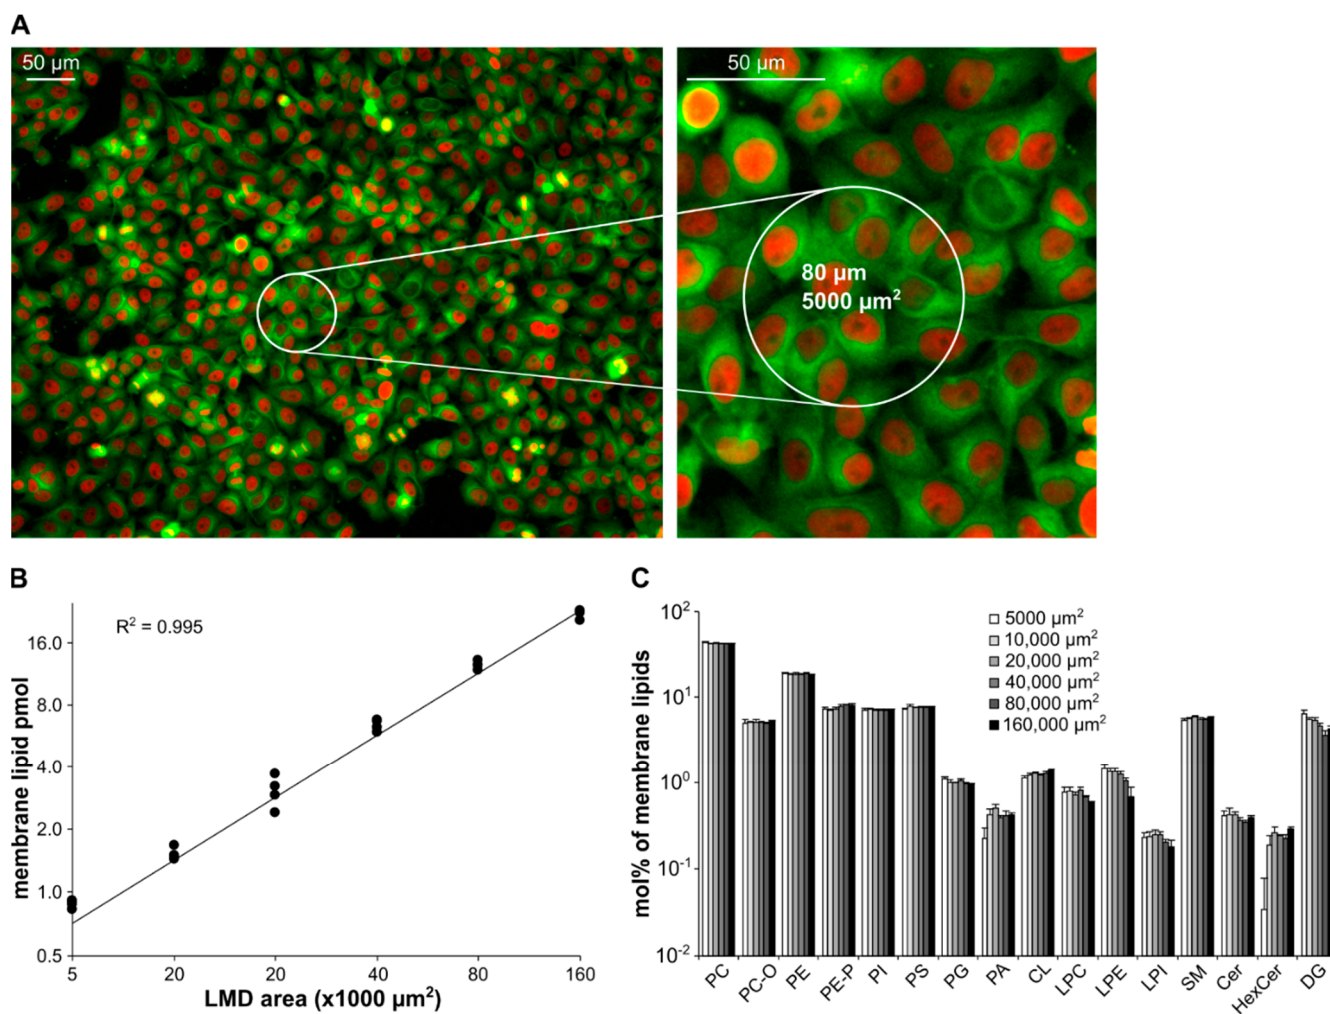 A
50 µm
50 µm
80 µm
5000 µm²
B
R² = 0.995
membrane lipid pmol
16.0
8.0
4.0
2.0
1.0
0.5
5
20
20
40
80
160
LMD area (x1000 µm²)
C
mol% of membrane lipids
10²
10¹
10⁰
10⁻¹
10⁻²
5000 µm²
10,000 µm²
20,000 µm²
40,000 µm²
80,000 µm²
160,000 µm²
PC
PC-O
PE
PE-P
PI
PS
PG
PA
CL
LPC
LPE
LPI
SM
Cer
HexCer
DG